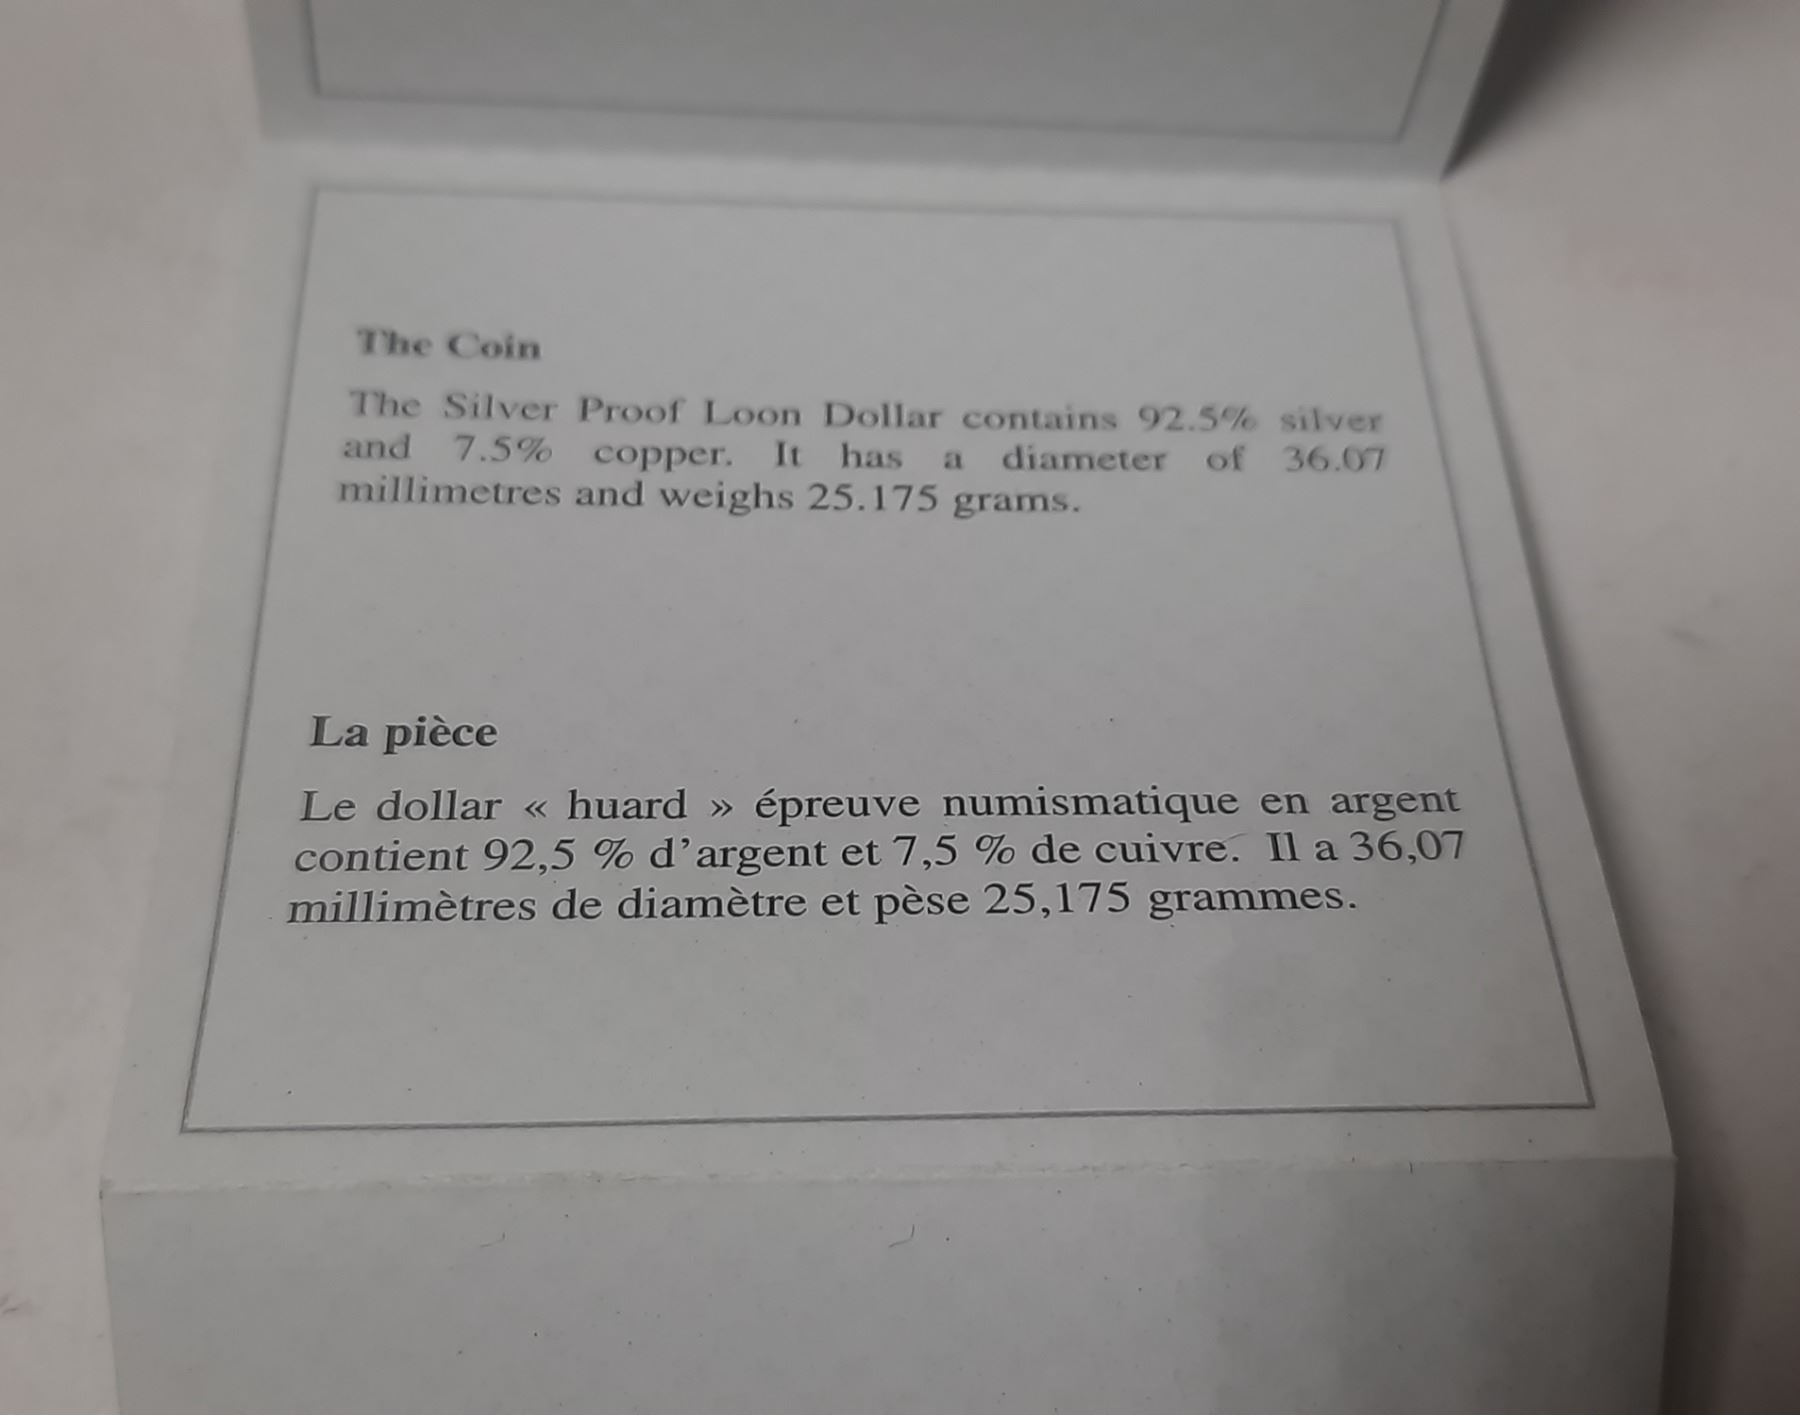 The Coin
The Silver Proof Loon Dollar contains 92.5% silver
and 7.5% copper. It has a diameter of 36.07
millimetres and weighs 25.175 grams.
La pièce
Le dollar « huard » épreuve numismatique en argent
contient 92,5 % d'argent et 7,5 % de cuivre. Il a 36,07
millimètres de diamètre et pèse 25,175 grammes.